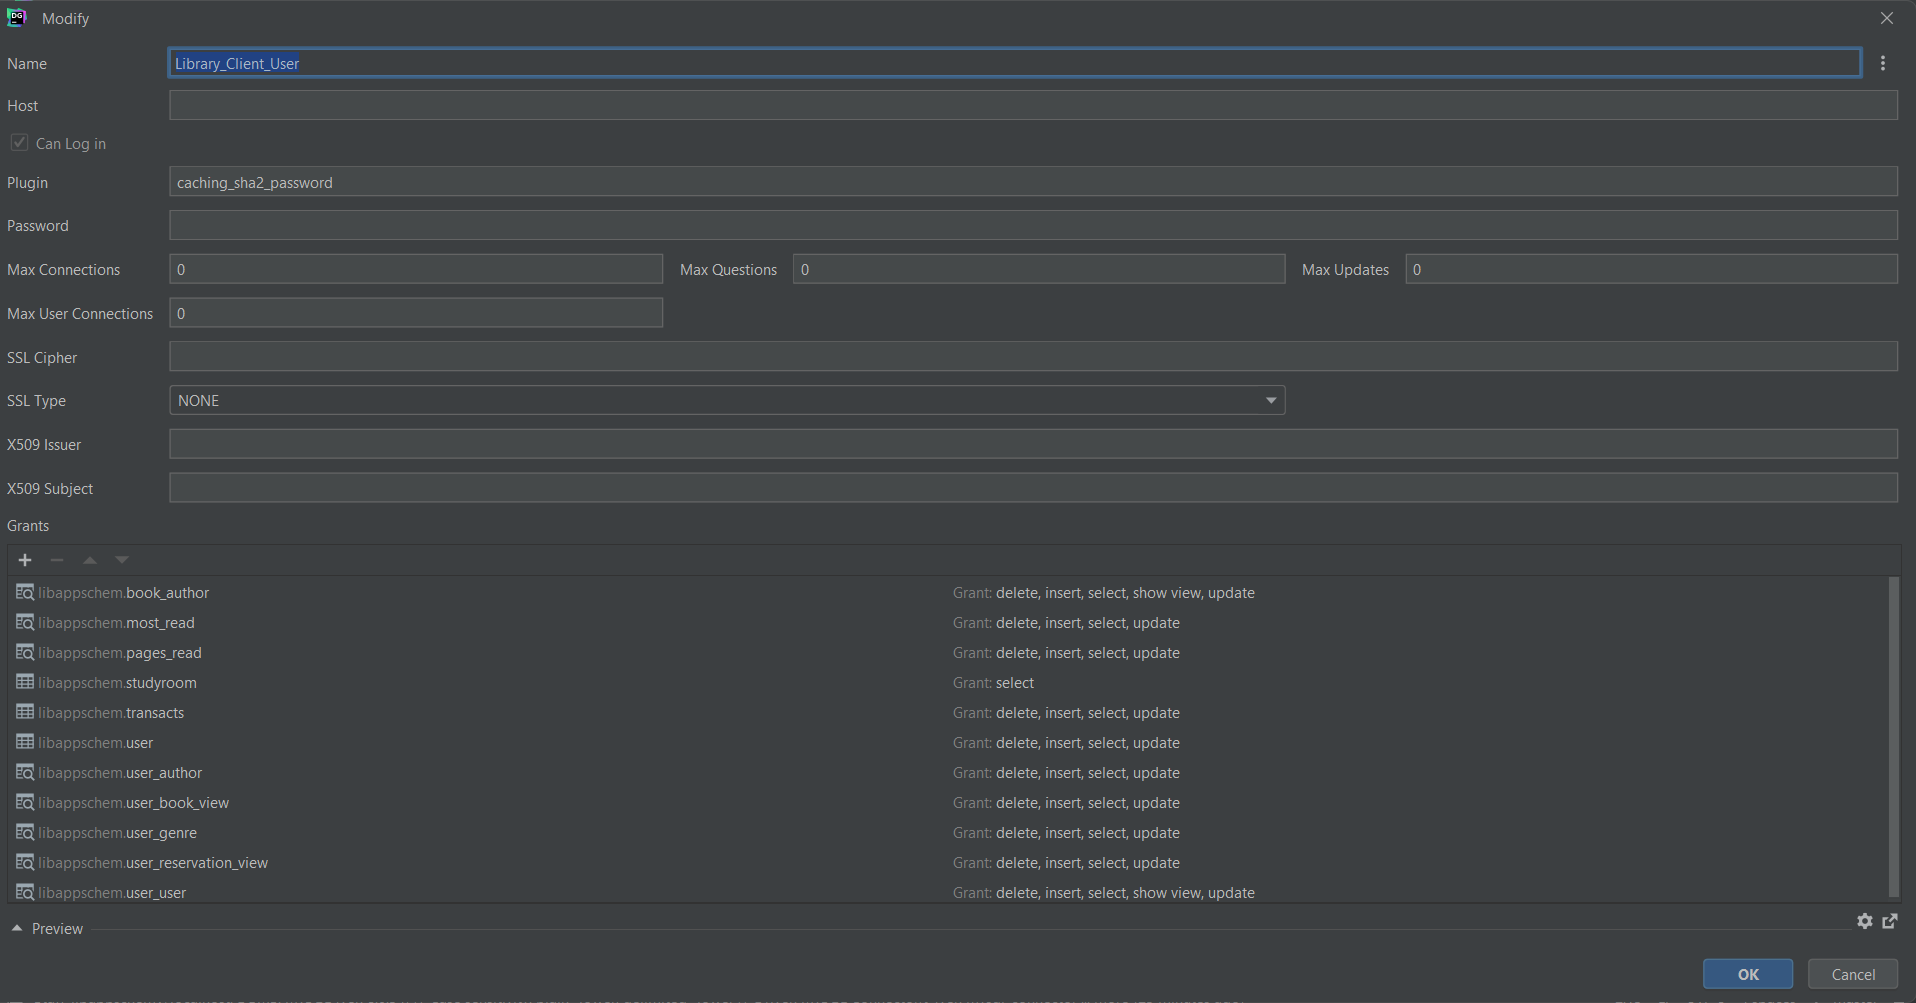 DG Modify
Name Library_Client_User
Host
Can Log in
Plugin caching_sha2_password
Password
Max Connections 0 Max Questions 0 Max Updates 0
Max User Connections 0
SSL Cipher
SSL Type NONE
X509 Issuer
X509 Subject
Grants
libappschem.book_author Grant: delete, insert, select, show view, update
libappschem.most_read Grant: delete, insert, select, update
libappschem.pages_read Grant: delete, insert, select, update
libappschem.studyroom Grant: select
libappschem.transacts Grant: delete, insert, select, update
libappschem.user Grant: delete, insert, select, update
libappschem.user_author Grant: delete, insert, select, update
libappschem.user_book_view Grant: delete, insert, select, update
libappschem.user_genre Grant: delete, insert, select, update
libappschem.user_reservation_view Grant: delete, insert, select, update
libappschem.user_user Grant: delete, insert, select, show view, update
Preview
OK Cancel